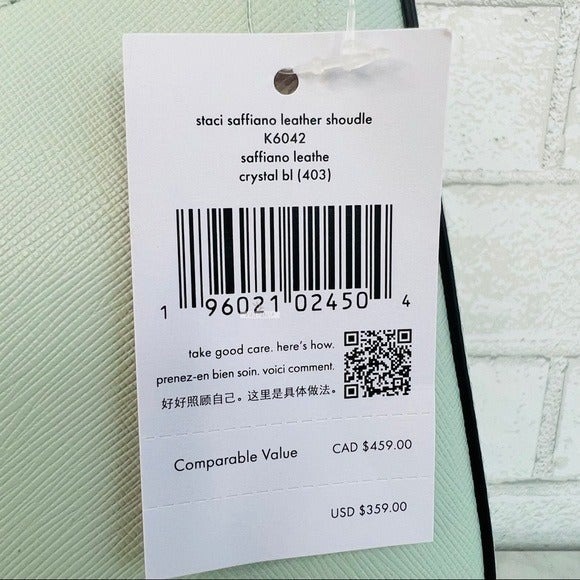 staci saffiano leather shoudle
K6042
saffiano leathe
crystal bl (403)
1 96021 02450 4
take good care. here's how.
prenez-en bien soin. voici comment.
好好照顾自己。这里是具体做法。
Comparable Value CAD $459.00
USD $359.00